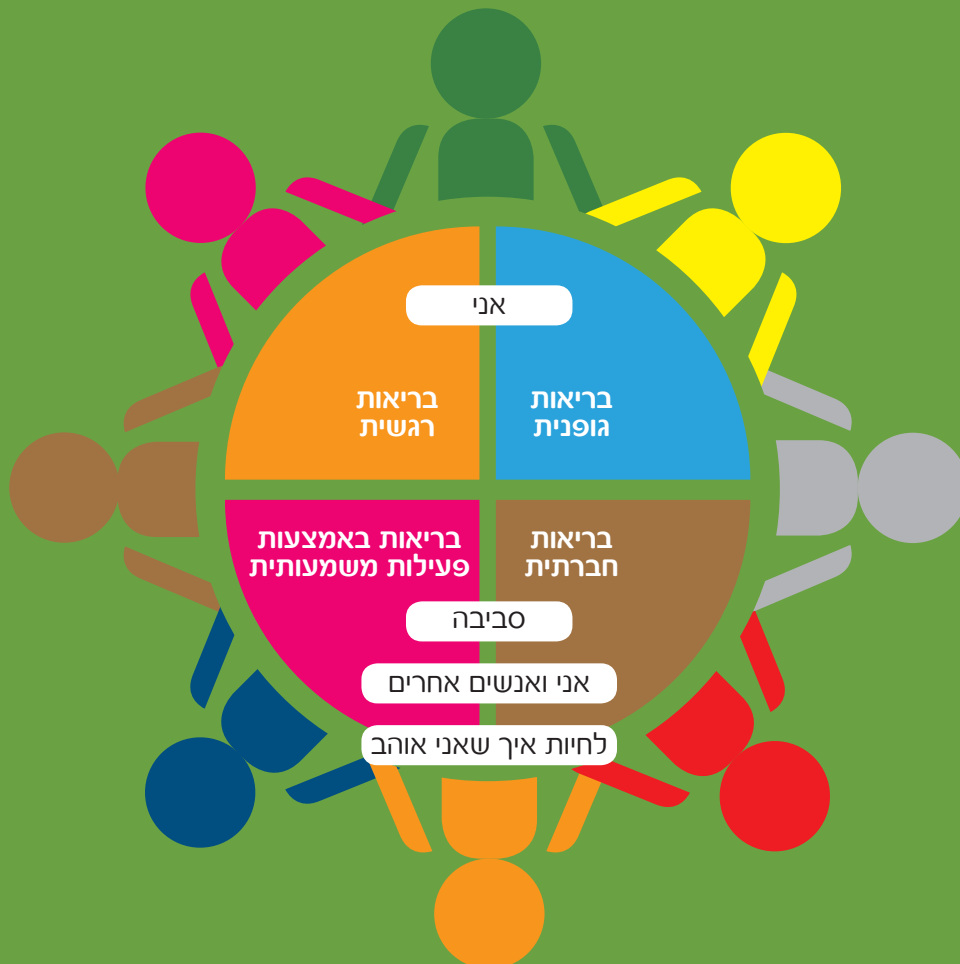 אני
בריאות
גופנית
בריאות
רגשית
בריאות
חברתית
בריאות באמצעות
פעילות משמעותית
סביבה
אני ואנשים אחרים
לחיות איך שאני אוהב